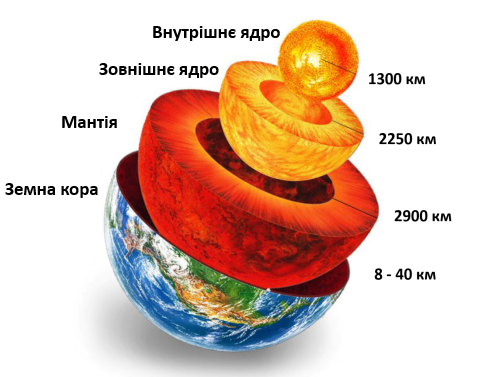 Внутрішнє ядро
Зовнішнє ядро
1300 км
Мантія
2250 км
Земна кора
2900 км
8 - 40 км